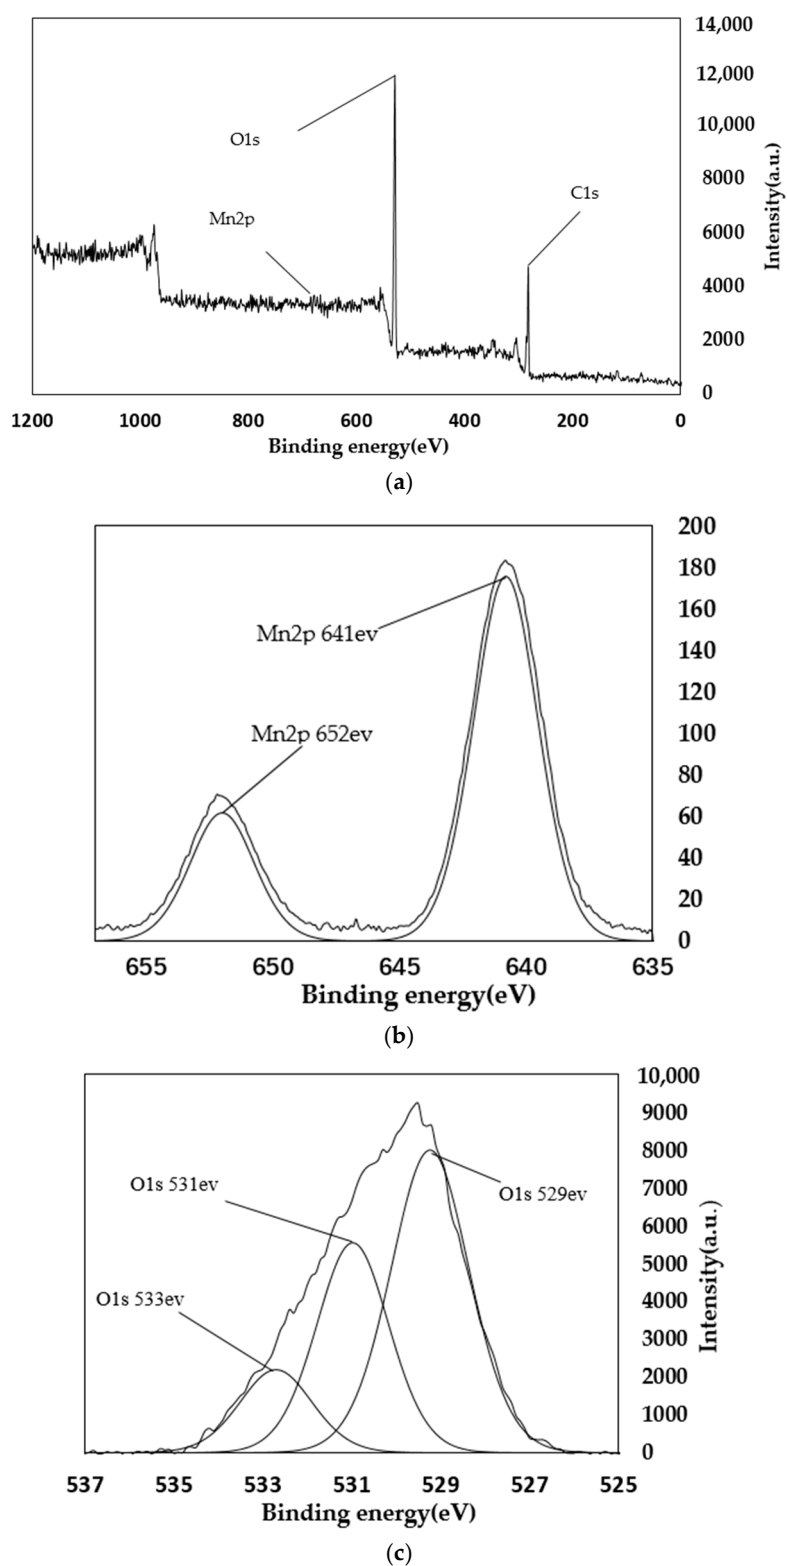 14,000
12,000
10,000
8000
6000
4000
2000
0
Intensity(a.u.)
O1s
C1s
Mn2p
1200 1000 800 600 400 200 0
Binding energy(eV)
(a)
200
180
160
140
120
100
80
60
40
20
0
Mn2p 641ev
Mn2p 652ev
655 650 645 640 635
Binding energy(eV)
(b)
10,000
9000
8000
7000
6000
5000
4000
3000
2000
1000
0
Intensity(a.u.)
O1s 531ev
O1s 529ev
O1s 533ev
537 535 533 531 529 527 525
Binding energy(eV)
(c)